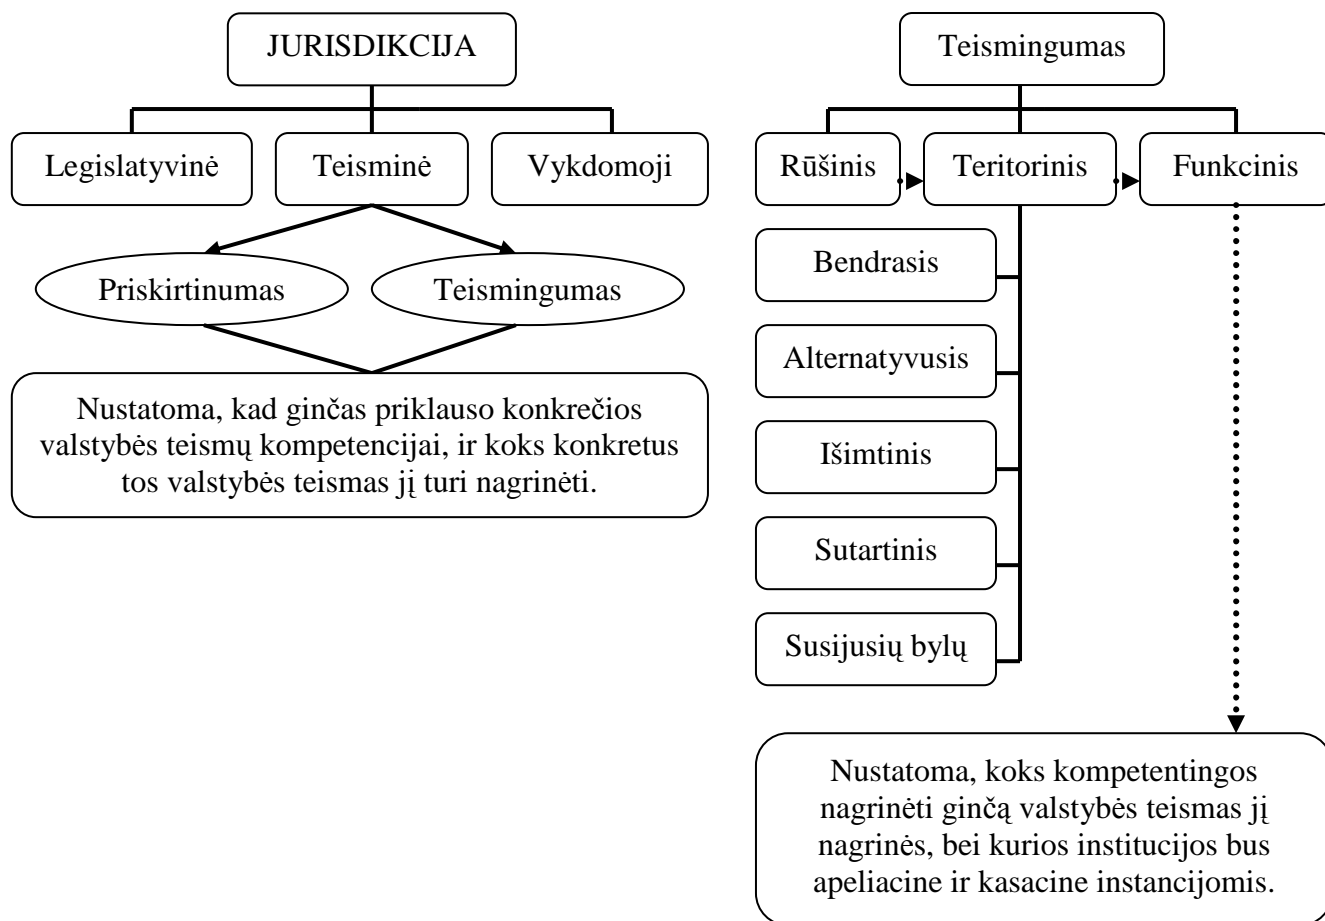 JURISDIKCIJA
Legislatyvinė
Teisminė
Vykdomoji
Priskirtinumas
Teismingumas
Nustatoma, kad ginčas priklauso konkrečios
valstybės teismų kompetencijai, ir koks konkretus
tos valstybės teismas jį turi nagrinėti.
Teismingumas
Rūšinis
Teritorinis
Funkcinis
Bendrasis
Alternatyvusis
Išimtinis
Sutartinis
Susijusių bylų
Nustatoma, koks kompetentingos
nagrinėti ginčą valstybės teismas jį
nagrinės, bei kurios institucijos bus
apeliacine ir kasacine instancijomis.